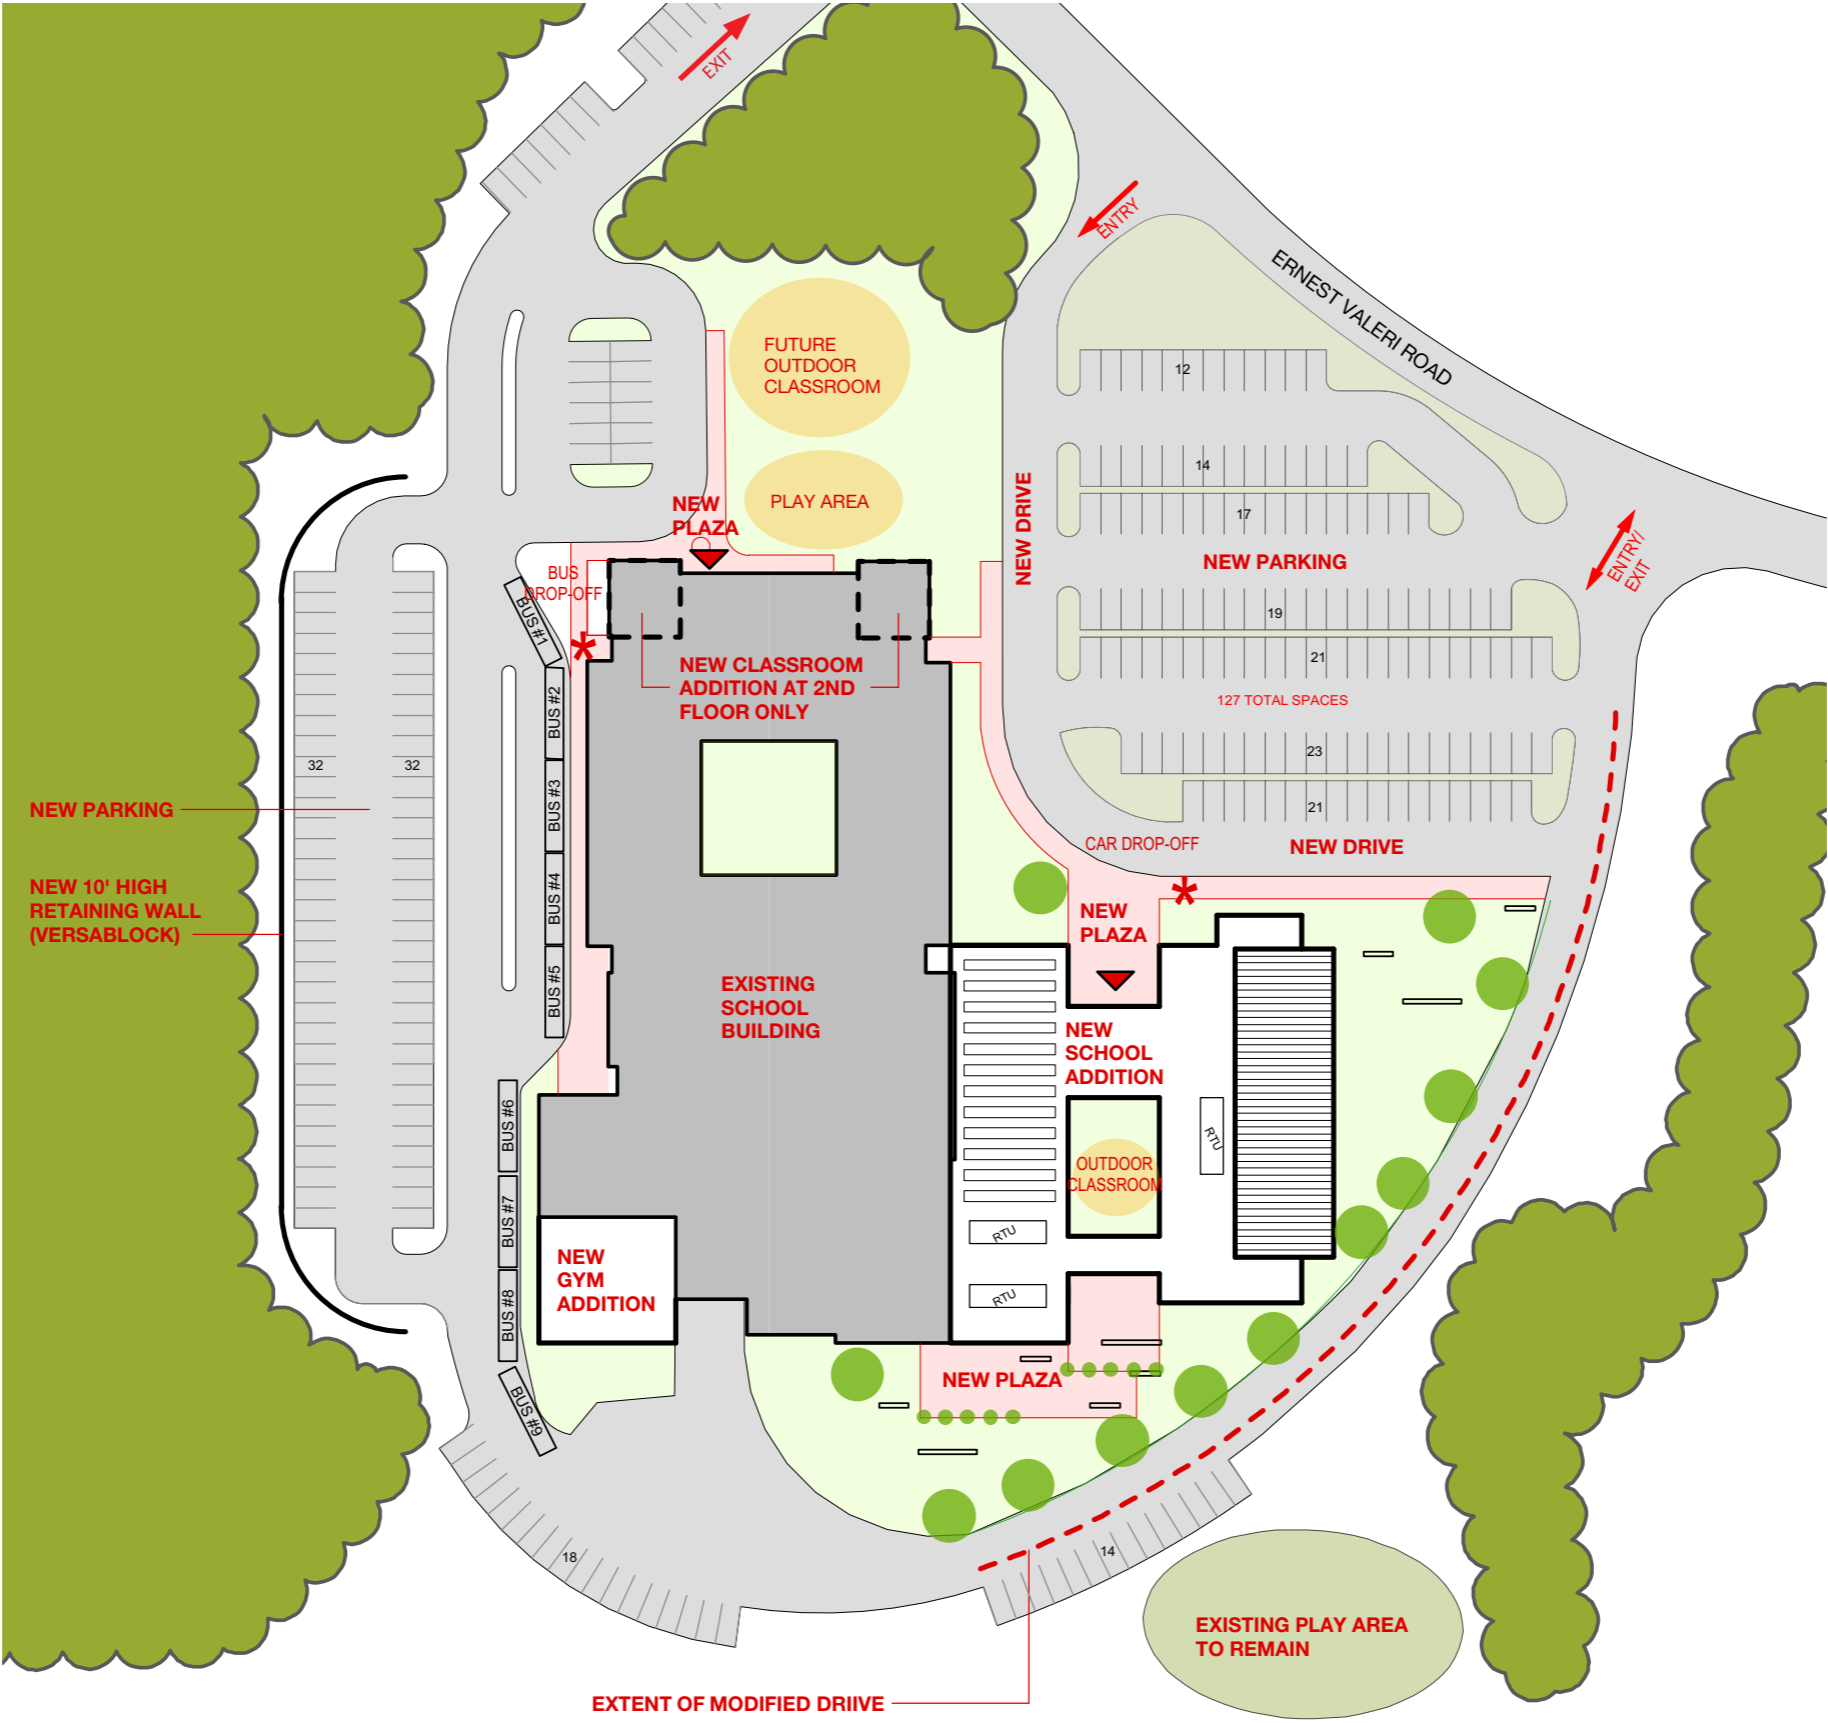 EXIT
ENTRY
ERNEST VALERI ROAD
FUTURE
OUTDOOR
CLASSROOM
12
14
17
NEW DRIVE
NEW PARKING
ENTRY/
EXIT
19
21
127 TOTAL SPACES
23
21
CAR DROP-OFF
NEW DRIVE
*
PLAY AREA
NEW
PLAZA
BUS
DROP-OFF
*
BUS #1
BUS #2
BUS #3
BUS #4
BUS #5
BUS #6
BUS #7
BUS #8
BUS #9
NEW CLASSROOM
ADDITION AT 2ND
FLOOR ONLY
32
32
NEW PARKING
NEW 10' HIGH
RETAINING WALL
(VERSABLOCK)
EXISTING
SCHOOL
BUILDING
NEW
PLAZA
NEW
SCHOOL
ADDITION
OUTDOOR
CLASSROOM
RTU
RTU
RTU
NEW
GYM
ADDITION
NEW PLAZA
18
14
EXISTING PLAY AREA
TO REMAIN
EXTENT OF MODIFIED DRIIVE